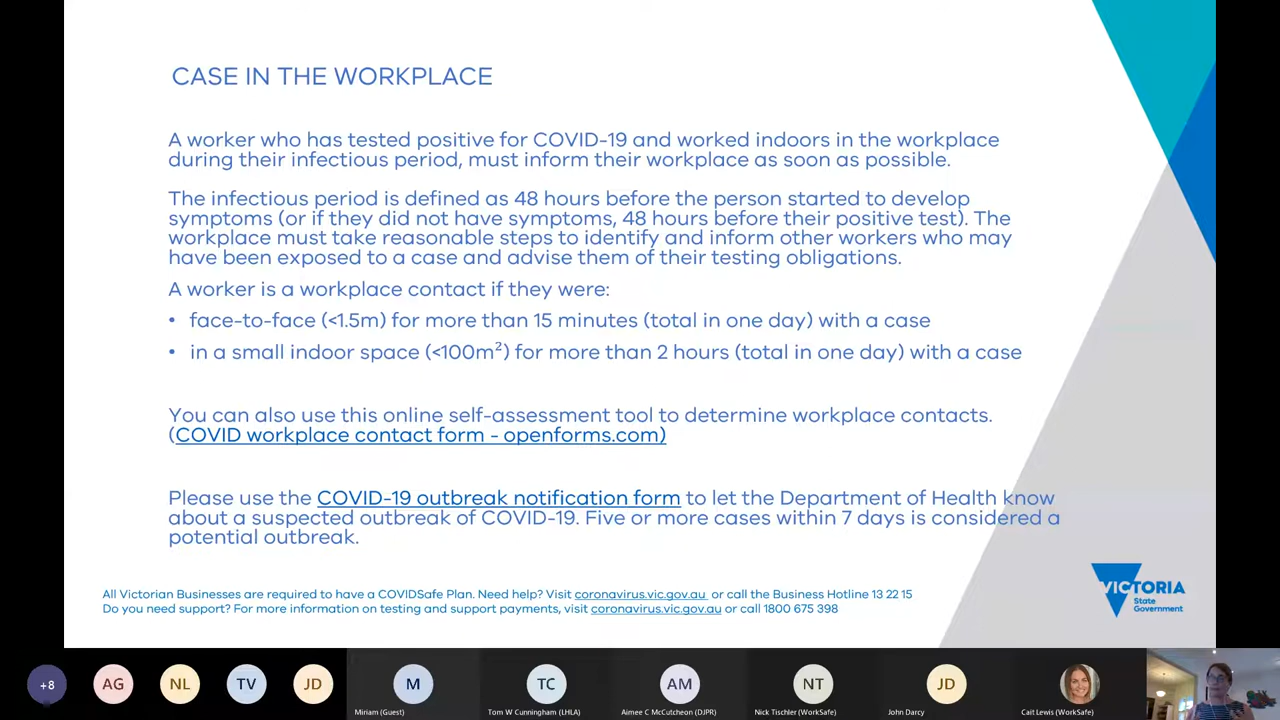 CASE IN THE WORKPLACE
A worker who has tested positive for COVID-19 and worked indoors in the workplace
during their infectious period, must inform their workplace as soon as possible.
The infectious period is defined as 48 hours before the person started to develop
symptoms (or if they did not have symptoms, 48 hours before their positive test). The
workplace must take reasonable steps to identify and inform other workers who may
have been exposed to a case and advise them of their testing obligations.
A worker is a workplace contact if they were:
• face-to-face (<1.5m) for more than 15 minutes (total in one day) with a case
• in a small indoor space (<100m²) for more than 2 hours (total in one day) with a case
You can also use this online self-assessment tool to determine workplace contacts.
(COVID workplace contact form - openforms.com)
Please use the COVID-19 outbreak notification form to let the Department of Health know
about a suspected outbreak of COVID-19. Five or more cases within 7 days is considered a
potential outbreak.
All Victorian Businesses are required to have a COVIDSafe Plan. Need help? Visit coronavirus.vic.gov.au or call the Business Hotline 13 22 15
Do you need support? For more information on testing and support payments, visit coronavirus.vic.gov.au or call 1800 675 398
VICTORIA
State
Government
+8
AG
NL
TV
JD
M
TC
AM
NT
JD
Miriam (Guest)
Tom W Cunningham (LHLA)
Aimee C McCutcheon (DJPR)
Nick Tischler (WorkSafe)
John Darcy
Cait Lewis (WorkSafe)